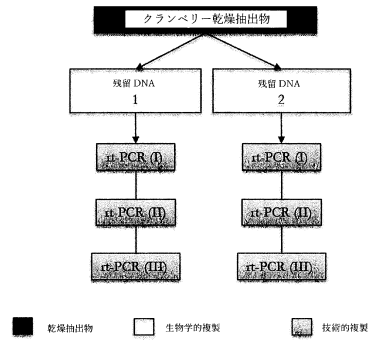 クランベリー乾燥抽出物
残留 DNA
1
残留 DNA
2
rt-PCR (I)
rt-PCR (I)
rt-PCR (II)
rt-PCR (II)
rt-PCR (III)
rt-PCR (III)
乾燥抽出物
生物学的複製
技術的複製